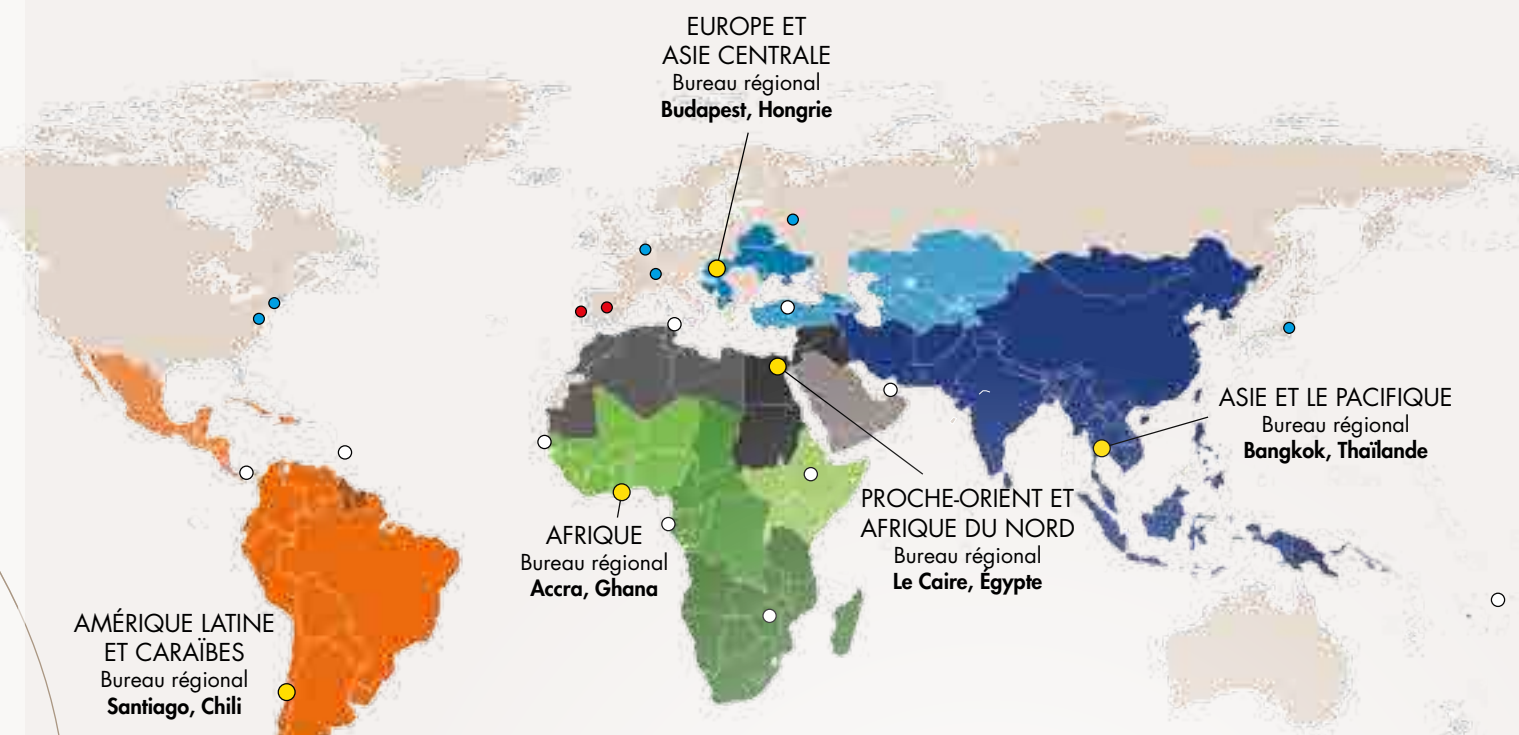 EUROPE ET
ASIE CENTRALE
Bureau régional
Budapest, Hongrie
ASIE ET LE PACIFIQUE
Bureau régional
Bangkok, Thaïlande
PROCHE-ORIENT ET
AFRIQUE DU NORD
Bureau régional
Le Caire, Égypte
AFRIQUE
Bureau régional
Accra, Ghana
AMÉRIQUE LATINE
ET CARAÏBES
Bureau régional
Santiago, Chili